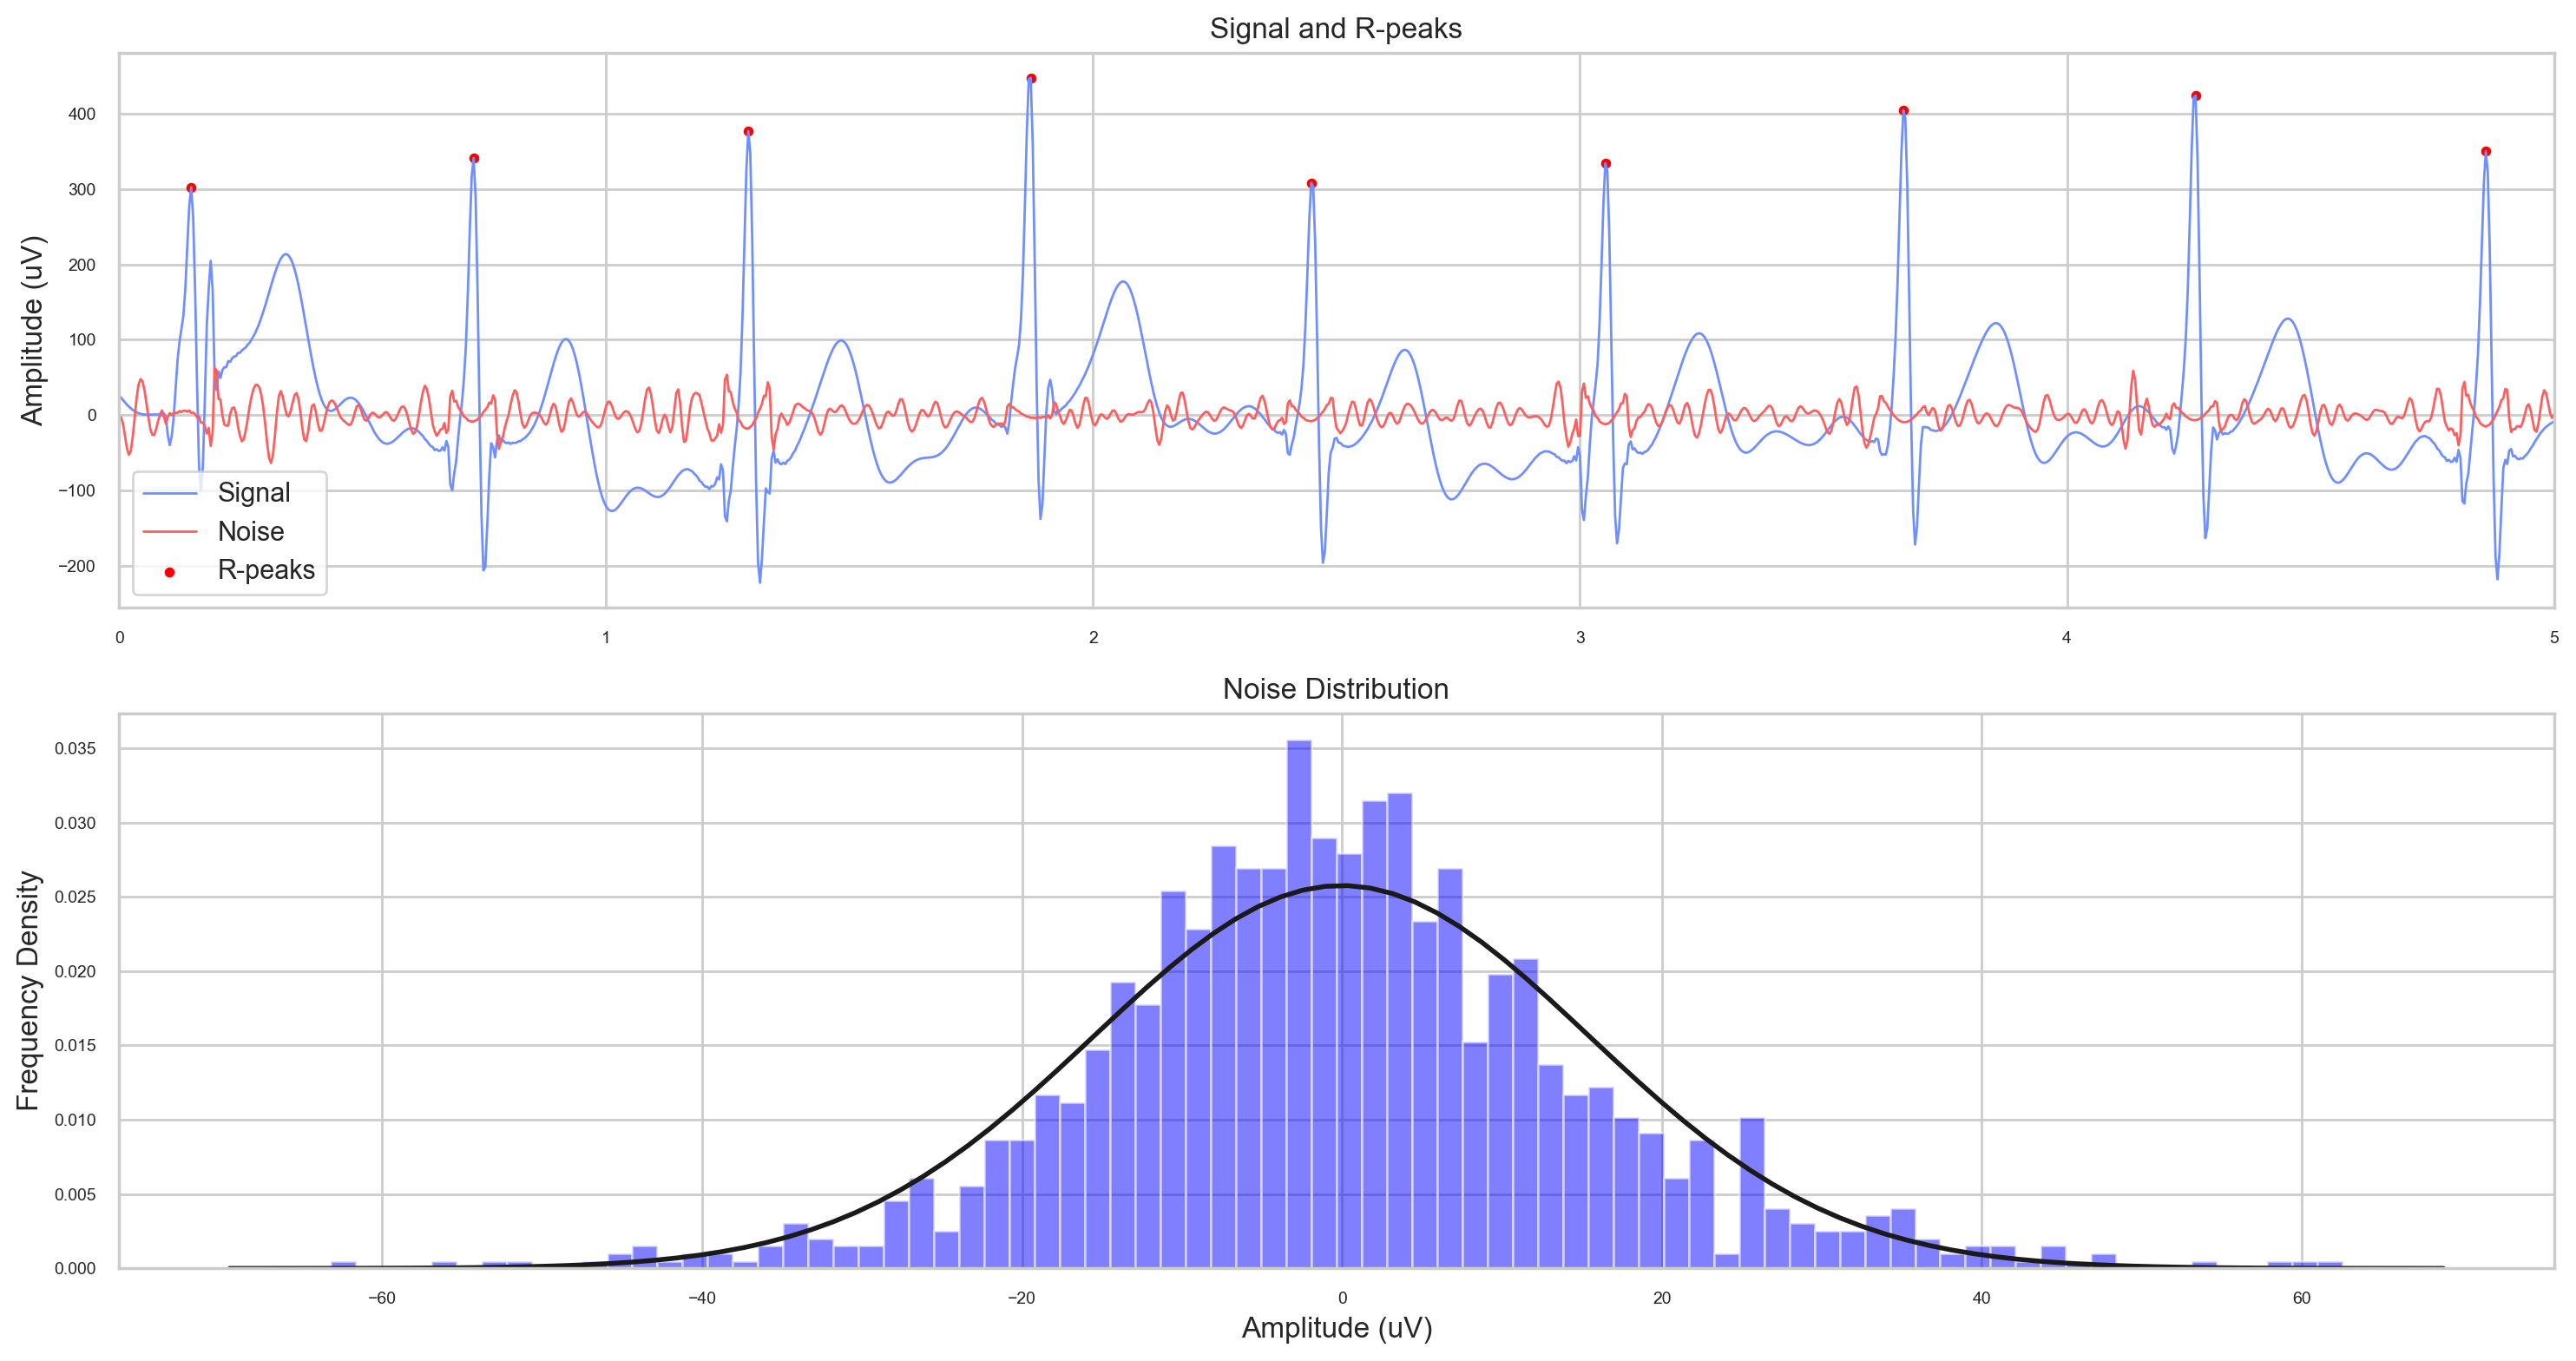 Signal and R-peaks
Amplitude (uV)
400
300
200
100
0
−100
−200
Signal
Noise
R-peaks
0 1 2 3 4 5
Noise Distribution
Frequency Density
0.035
0.030
0.025
0.020
0.015
0.010
0.005
0.000
−60 −40 −20 0 20 40 60
Amplitude (uV)